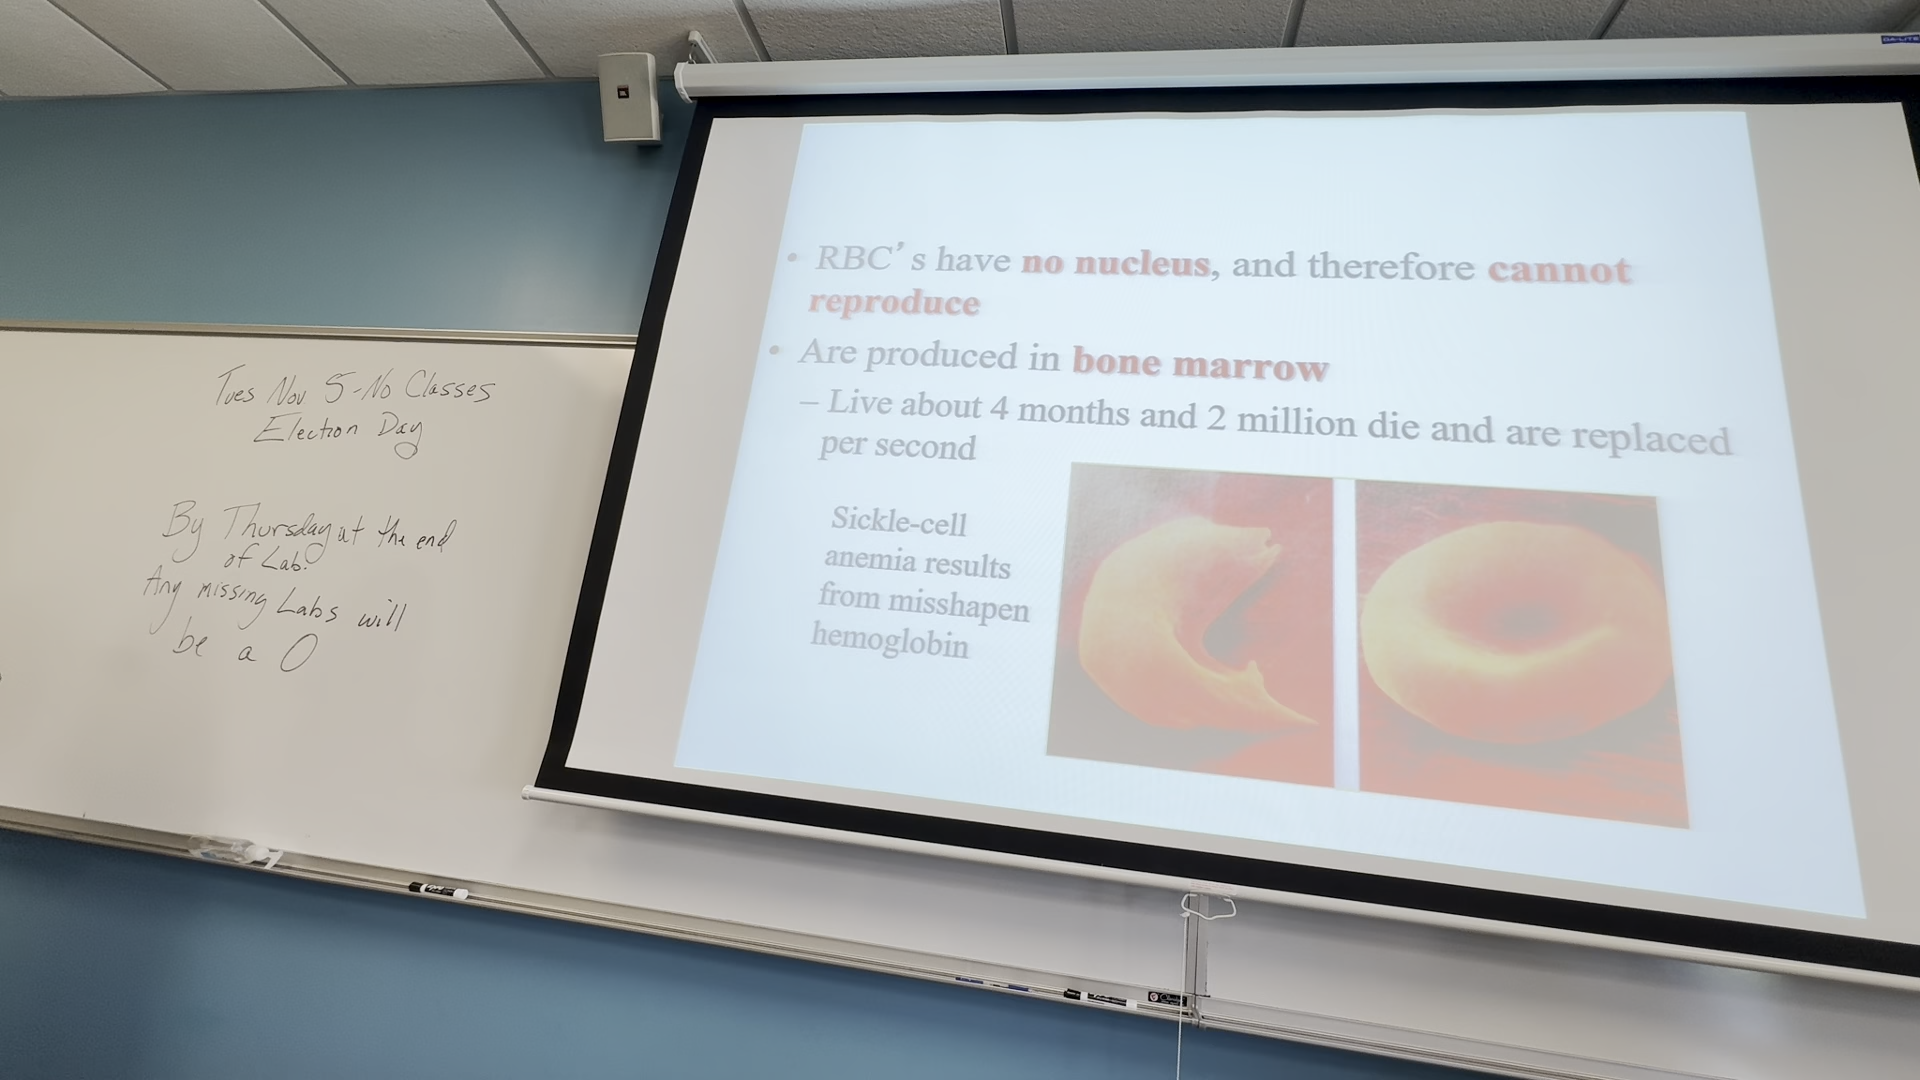 Tues Nov 5-No Classes
Election Day
By Thursday at the end
of Lab.
Any missing Labs will
be a 0
• RBC's have no nucleus, and therefore cannot
reproduce
• Are produced in bone marrow
– Live about 4 months and 2 million die and are replaced
per second
Sickle-cell
anemia results
from misshapen
hemoglobin
DA-LITE